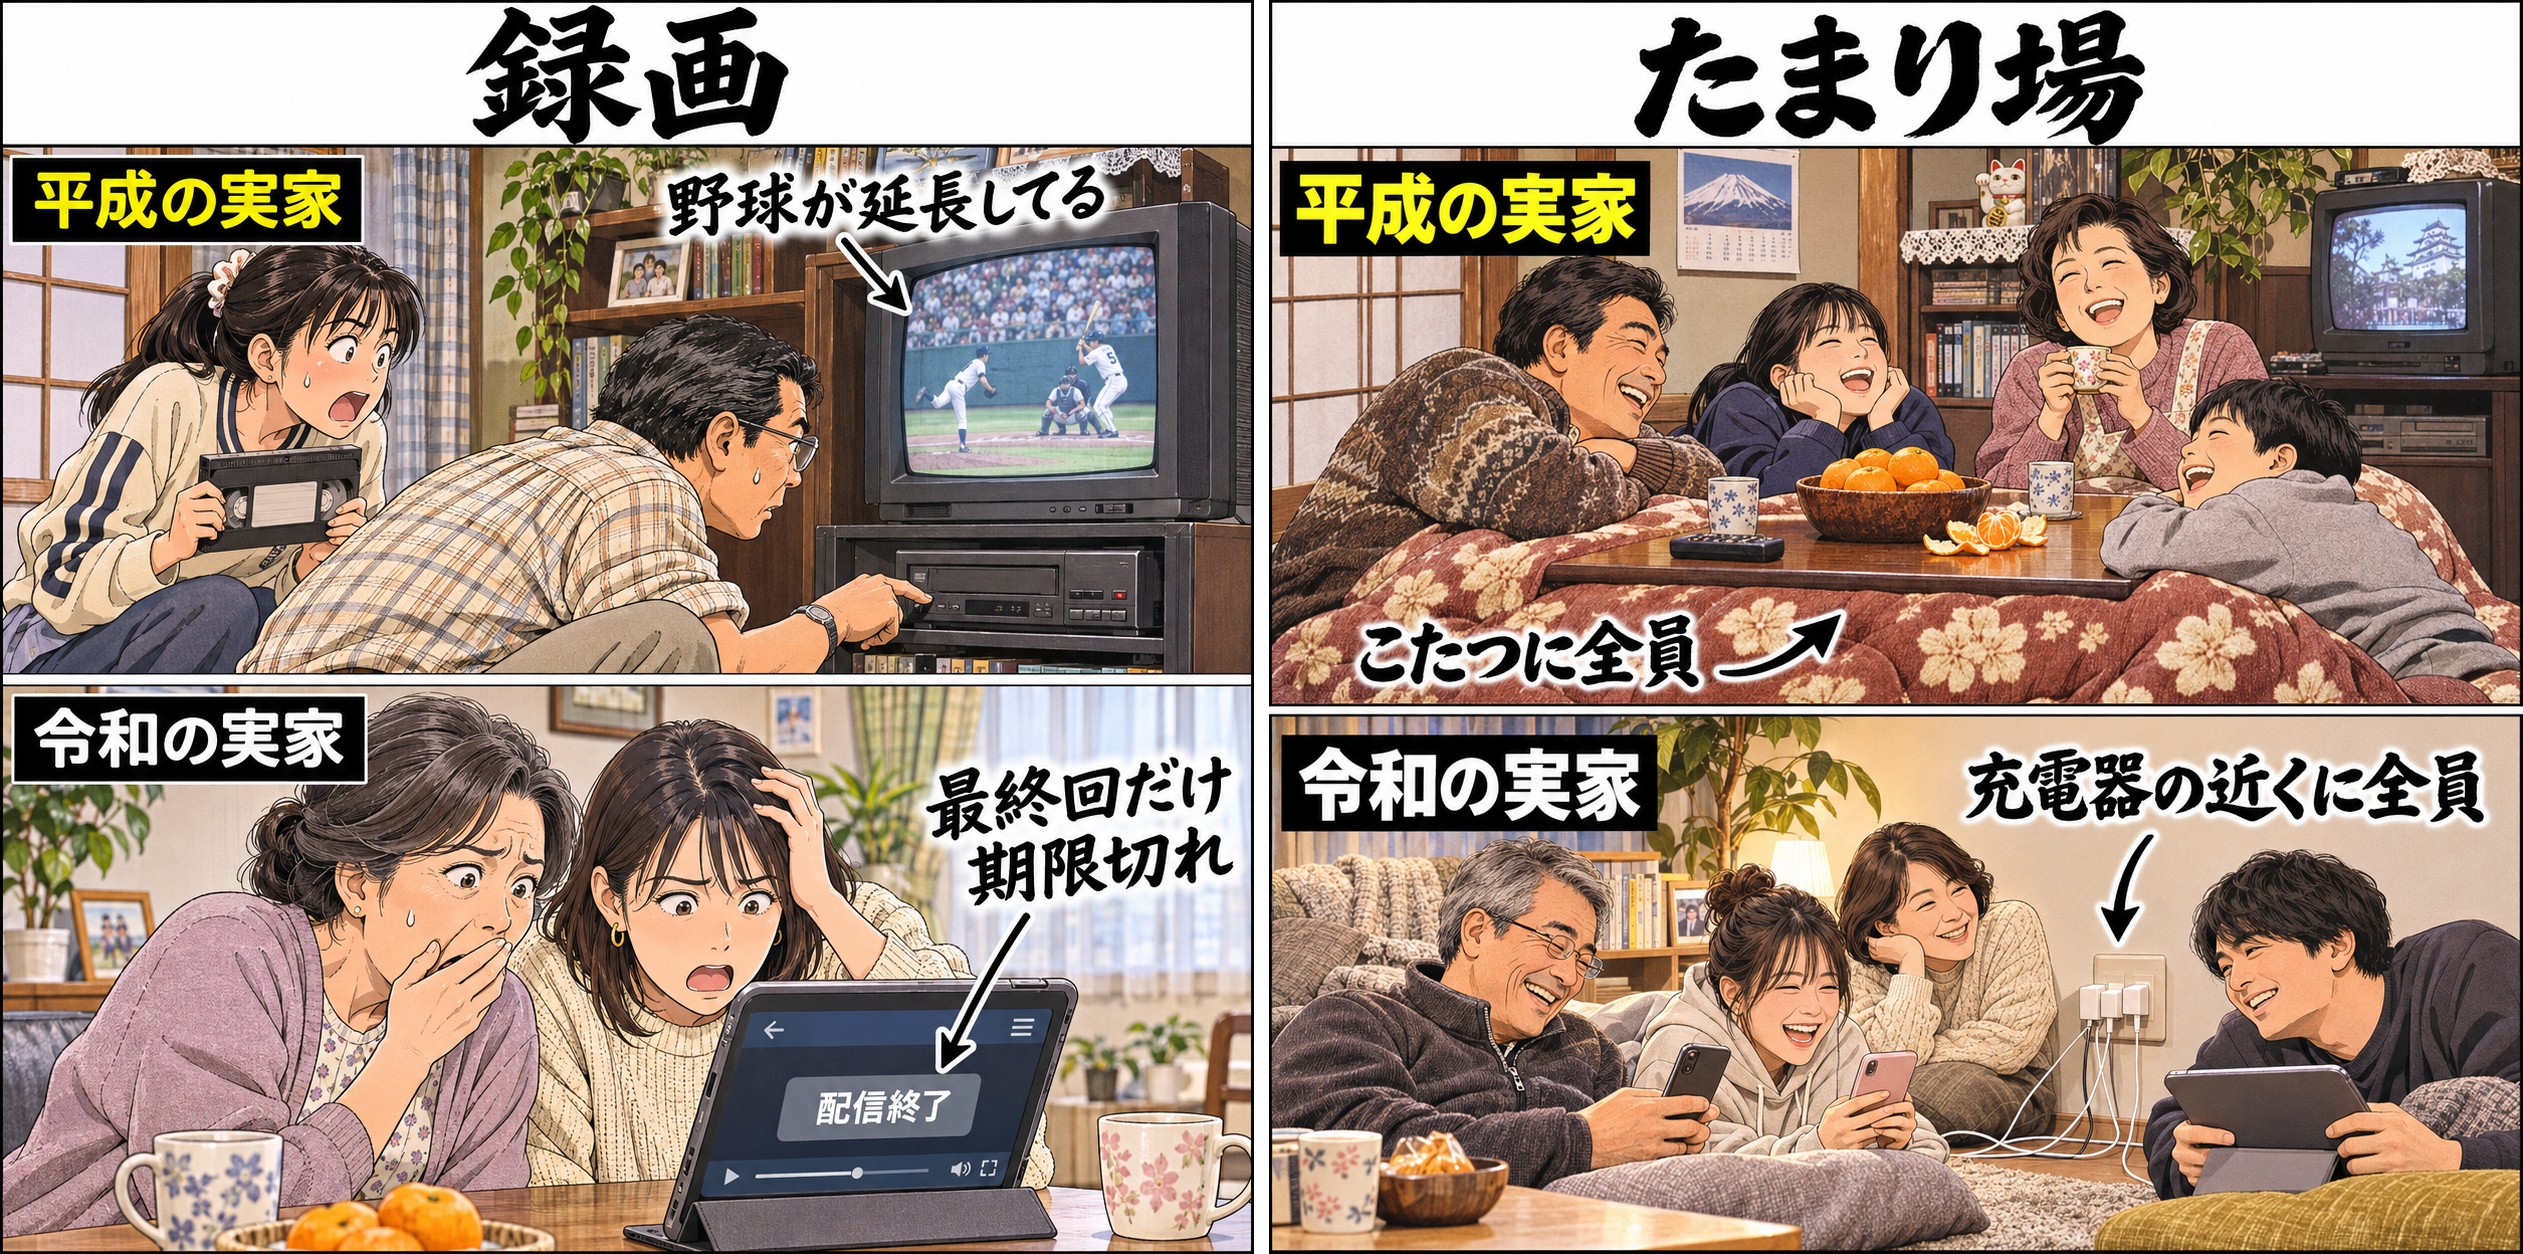 録画
平成の実家
野球が延長してる
令和の実家
最終回だけ
期限切れ
配信終了
たまり場
平成の実家
こたつに全員
令和の実家
充電器の近くに全員